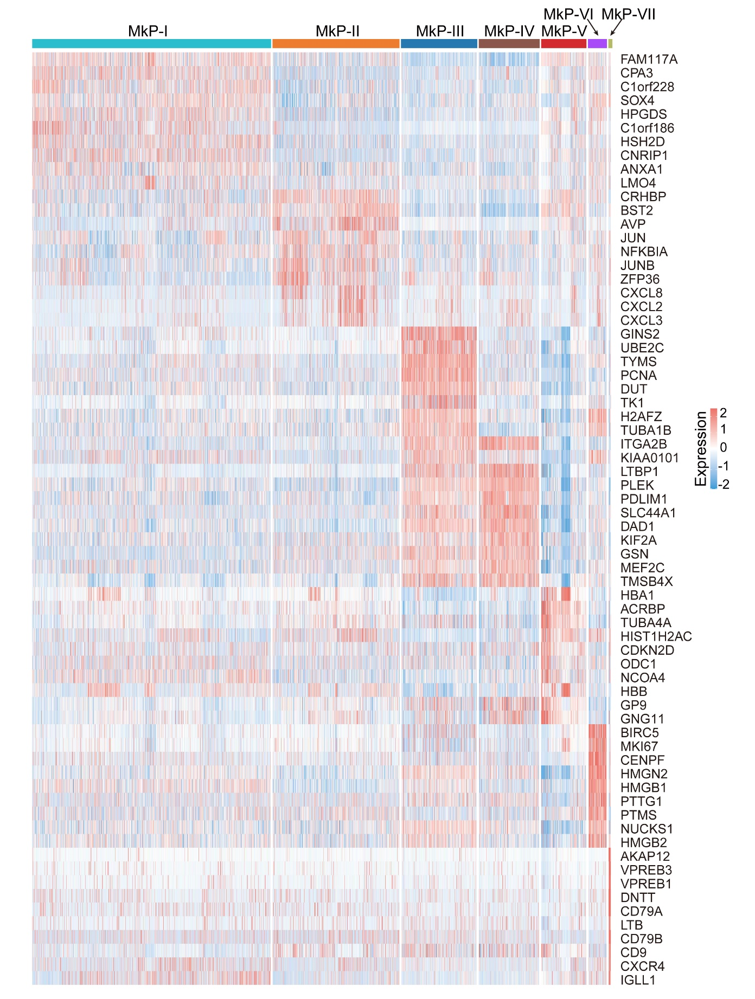 MkP-VI MkP-VII
MkP-I MkP-II MkP-III MkP-IV MkP-V
FAM117A
CPA3
C1orf228
SOX4
HPGDS
C1orf186
HSH2D
CNRIP1
ANXA1
LMO4
CRHBP
BST2
AVP
JUN
NFKBIA
JUNB
ZFP36
CXCL8
CXCL2
CXCL3
GINS2
UBE2C
TYMS
PCNA
DUT
TK1
H2AFZ
TUBA1B
ITGA2B
KIAA0101
LTBP1
PLEK
PDLIM1
SLC44A1
DAD1
KIF2A
GSN
MEF2C
TMSB4X
HBA1
ACRBP
TUBA4A
HIST1H2AC
CDKN2D
ODC1
NCOA4
HBB
GP9
GNG11
BIRC5
MKI67
CENPF
HMGN2
HMGB1
PTTG1
PTMS
NUCKS1
HMGB2
AKAP12
VPREB3
VPREB1
DNTT
CD79A
LTB
CD79B
CD9
CXCR4
IGLL1
Expression
2
1
0
-1
-2